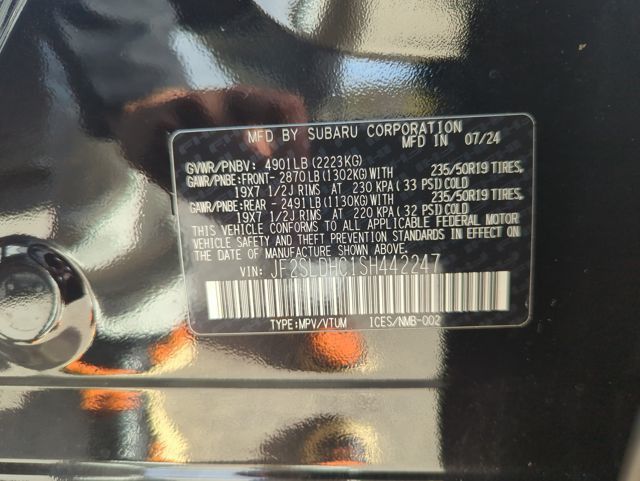 MFD BY SUBARU CORPORATION
MFD IN 07/24
GVWR/PNBV: 4901LB(2223KG)
GAWR/PNBE:FRONT- 2870LB(1302KG)WITH 235/50R19 TIRES,
19X7 1/2J RIMS AT 230 KPA(33 PSI)COLD
GAWR/PNBE:REAR - 2491LB(1130KG)WITH 235/50R19 TIRES,
19X7 1/2J RIMS AT 220 KPA(32 PSI)COLD
THIS VEHICLE CONFORMS TO ALL APPLICABLE FEDERAL MOTOR
VEHICLE SAFETY AND THEFT PREVENTION STANDARDS IN EFFECT ON
THE DATE OF MANUFACTURE SHOWN ABOVE.
VIN: JF2SLDHC1SH442247
TYPE:MPV/VTUM ICES/NMB-002